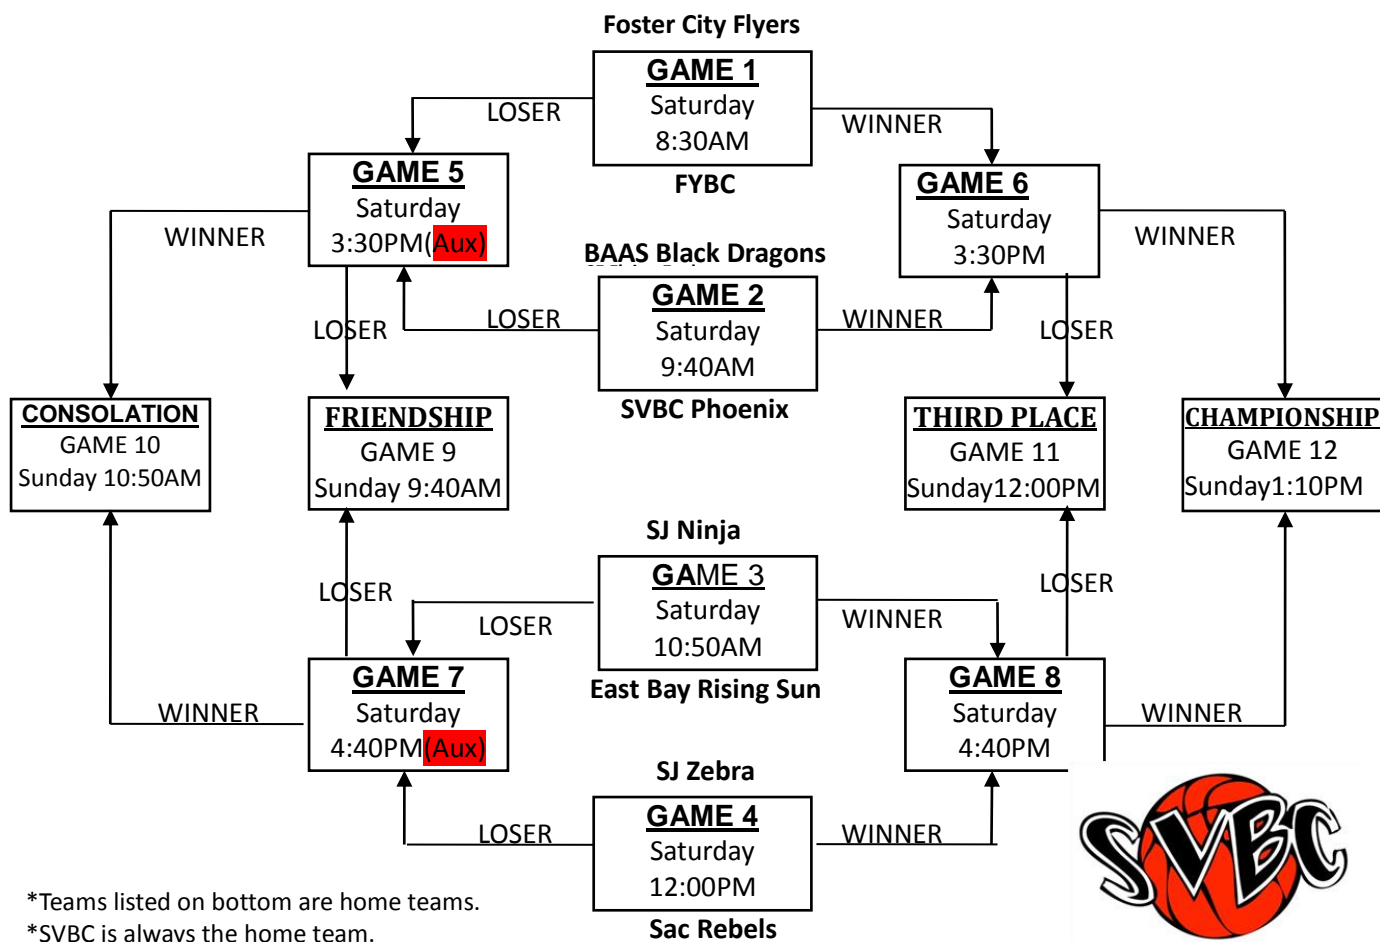 Foster City Flyers
GAME 1
Saturday
8:30AM
FYBC
LOSER
WINNER
GAME 5
Saturday
3:30PM(Aux)
GAME 6
Saturday
3:30PM
WINNER
WINNER
BAAS Black Dragons
GAME 2
Saturday
9:40AM
SVBC Phoenix
LOSER
LOSER
WINNER
LOSER
CONSOLATION
GAME 10
Sunday 10:50AM
FRIENDSHIP
GAME 9
Sunday 9:40AM
THIRD PLACE
GAME 11
Sunday12:00PM
CHAMPIONSHIP
GAME 12
Sunday1:10PM
SJ Ninja
GAME 3
Saturday
10:50AM
East Bay Rising Sun
LOSER
LOSER
WINNER
LOSER
GAME 7
Saturday
4:40PM(Aux)
GAME 8
Saturday
4:40PM
WINNER
WINNER
SJ Zebra
GAME 4
Saturday
12:00PM
Sac Rebels
LOSER
WINNER
SVBC
*Teams listed on bottom are home teams.
*SVBC is always the home team.